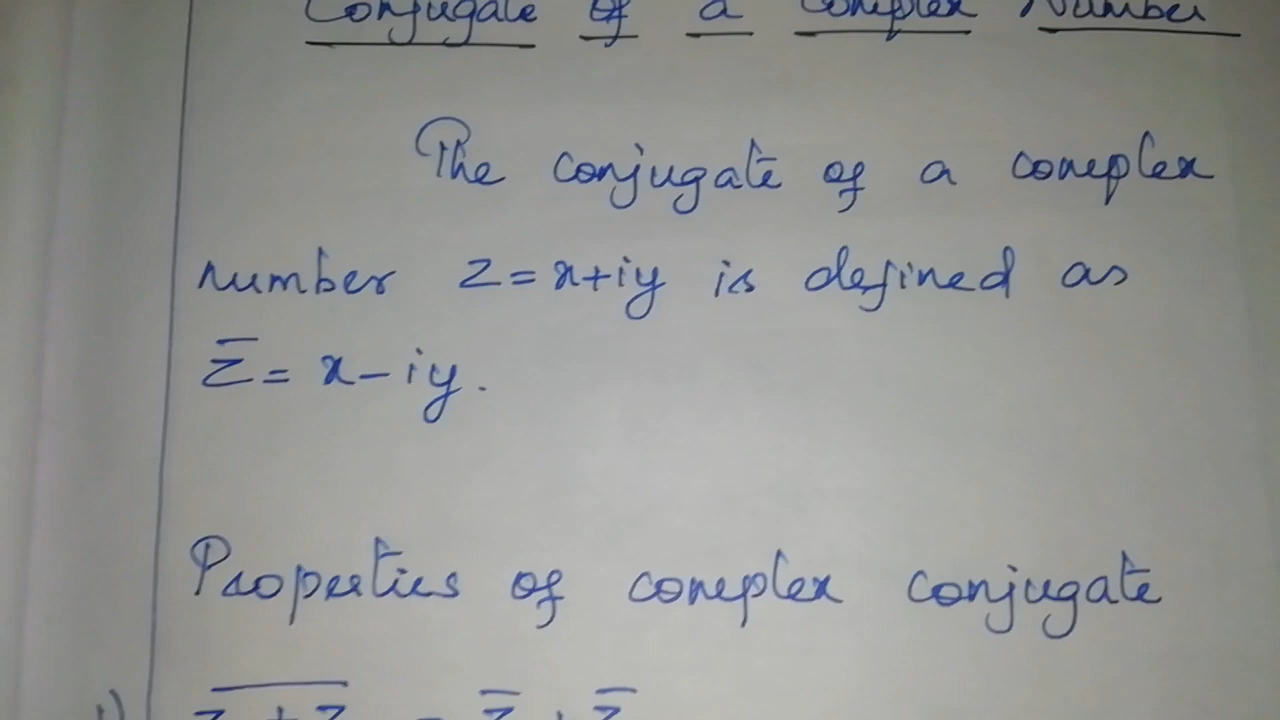 Conjugate of a Complex Number
The conjugate of a complex
number z = x+iy is defined as
z̅ = x - iy.
Properties of complex conjugate